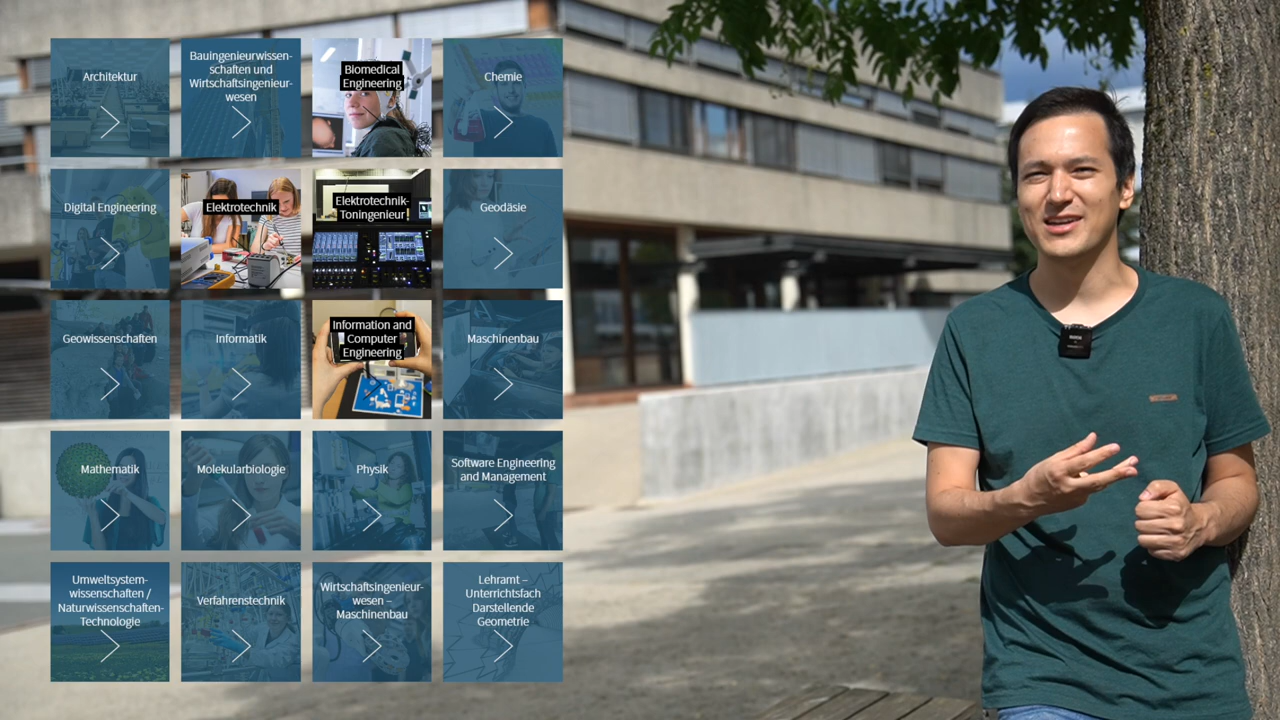 Architektur
Bauingenieurwissen-
schaften und
Wirtschaftsingenieur-
wesen
Biomedical
Engineering
Chemie
Digital Engineering
Elektrotechnik
Elektrotechnik-
Toningenieur
Geodäsie
Geowissenschaften
Informatik
Information and
Computer
Engineering
Maschinenbau
Mathematik
Molekularbiologie
Physik
Software Engineering
and Management
Umweltsystem-
wissenschaften /
Naturwissenschaften-
Technologie
Verfahrenstechnik
Wirtschaftsingenieur-
wesen –
Maschinenbau
Lehramt –
Unterrichtsfach
Darstellende
Geometrie